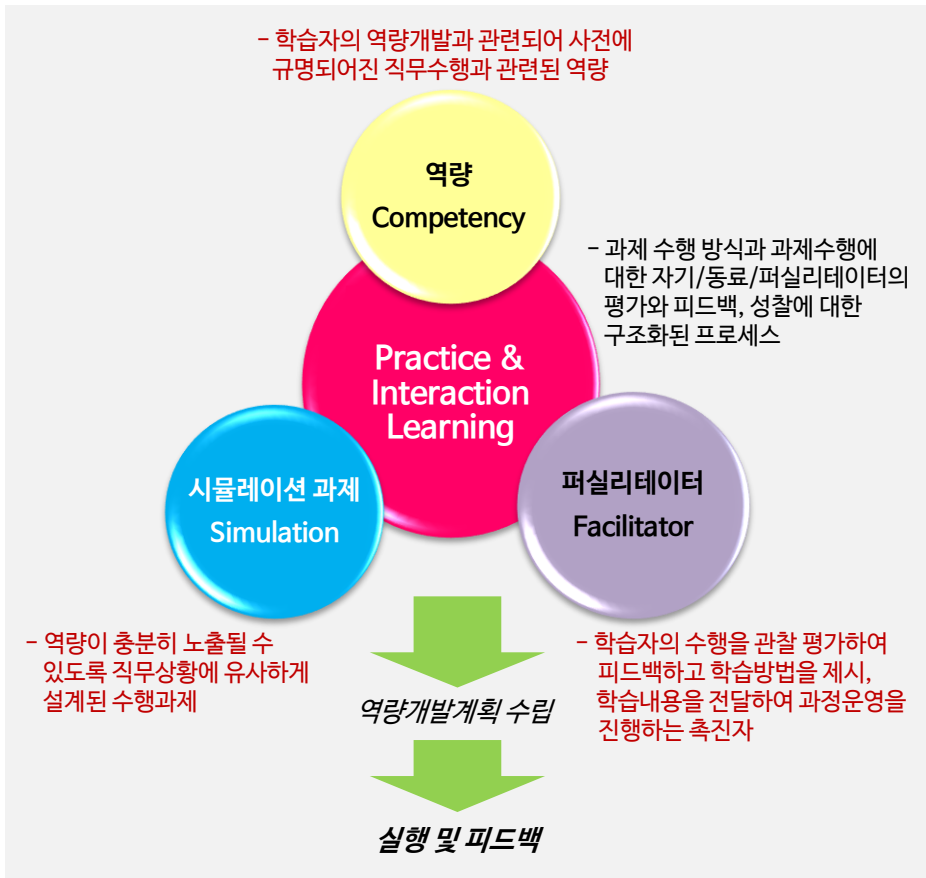 - 학습자의 역량개발과 관련되어 사전에
규명되어진 직무수행과 관련된 역량
역량
Competency
- 과제 수행 방식과 과제수행에
대한 자기/동료/퍼실리테이터의
평가와 피드백, 성찰에 대한
구조화된 프로세스
Practice &
Interaction
Learning
시뮬레이션 과제
Simulation
퍼실리테이터
Facilitator
- 역량이 충분히 노출될 수
있도록 직무상황에 유사하게
설계된 수행과제
- 학습자의 수행을 관찰 평가하여
피드백하고 학습방법을 제시,
학습내용을 전달하여 과정운영을
진행하는 촉진자
역량개발계획 수립
실행 및 피드백